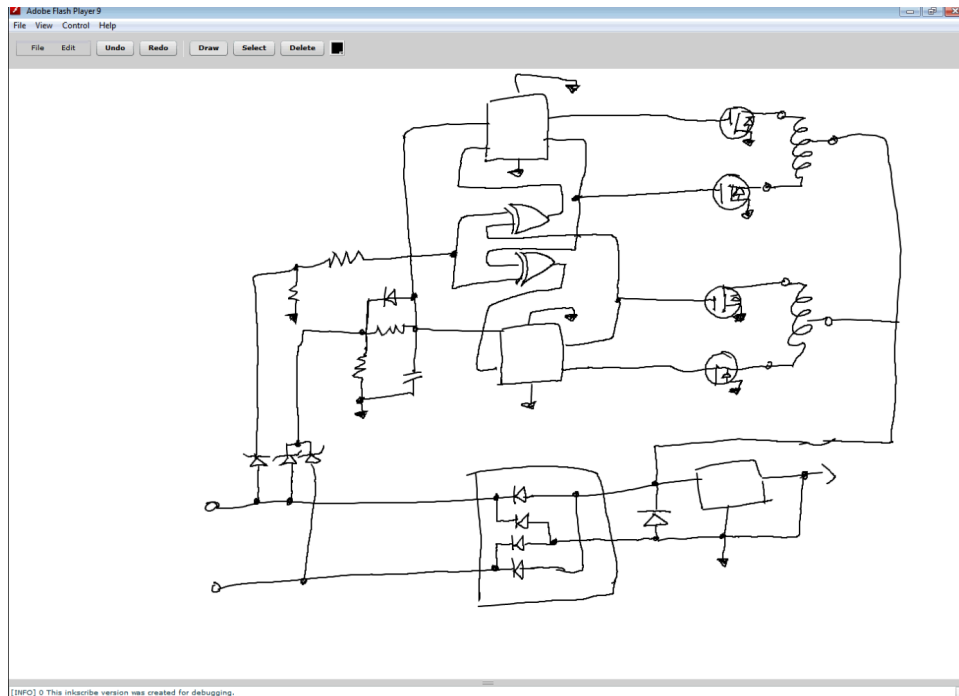 Adobe Flash Player 9
File View Control Help
File Edit Undo Redo Draw Select Delete
[INFO] 0 This inkscribe version was created for debugging.